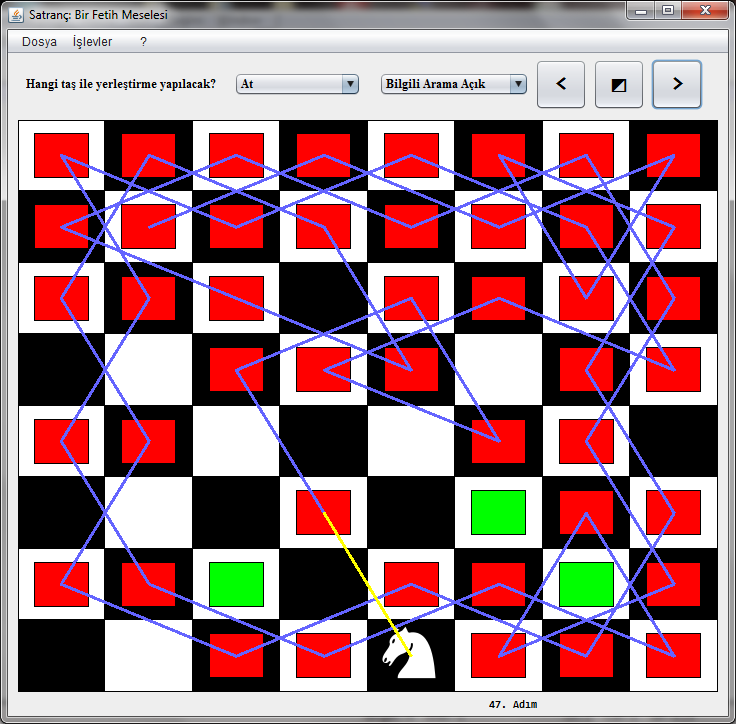 Satranç: Bir Fetih Meselesi
Dosya İşlevler ?
Hangi taş ile yerleştirme yapılacak? At Bilgili Arama Açık < >
47. Adım